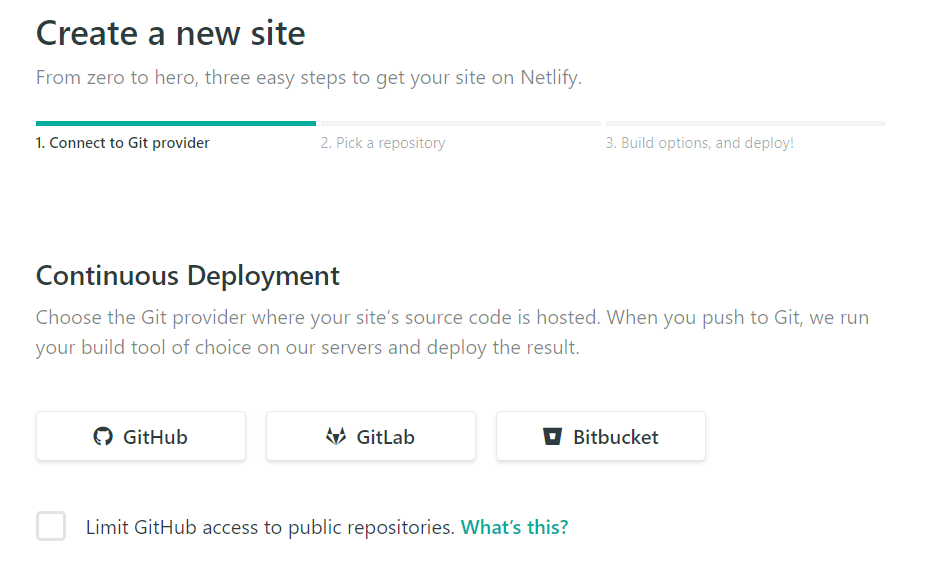 Create a new site
From zero to hero, three easy steps to get your site on Netlify.
1. Connect to Git provider
2. Pick a repository
3. Build options, and deploy!
Continuous Deployment
Choose the Git provider where your site’s source code is hosted. When you push to Git, we run
your build tool of choice on our servers and deploy the result.
GitHub
GitLab
Bitbucket
Limit GitHub access to public repositories. What’s this?